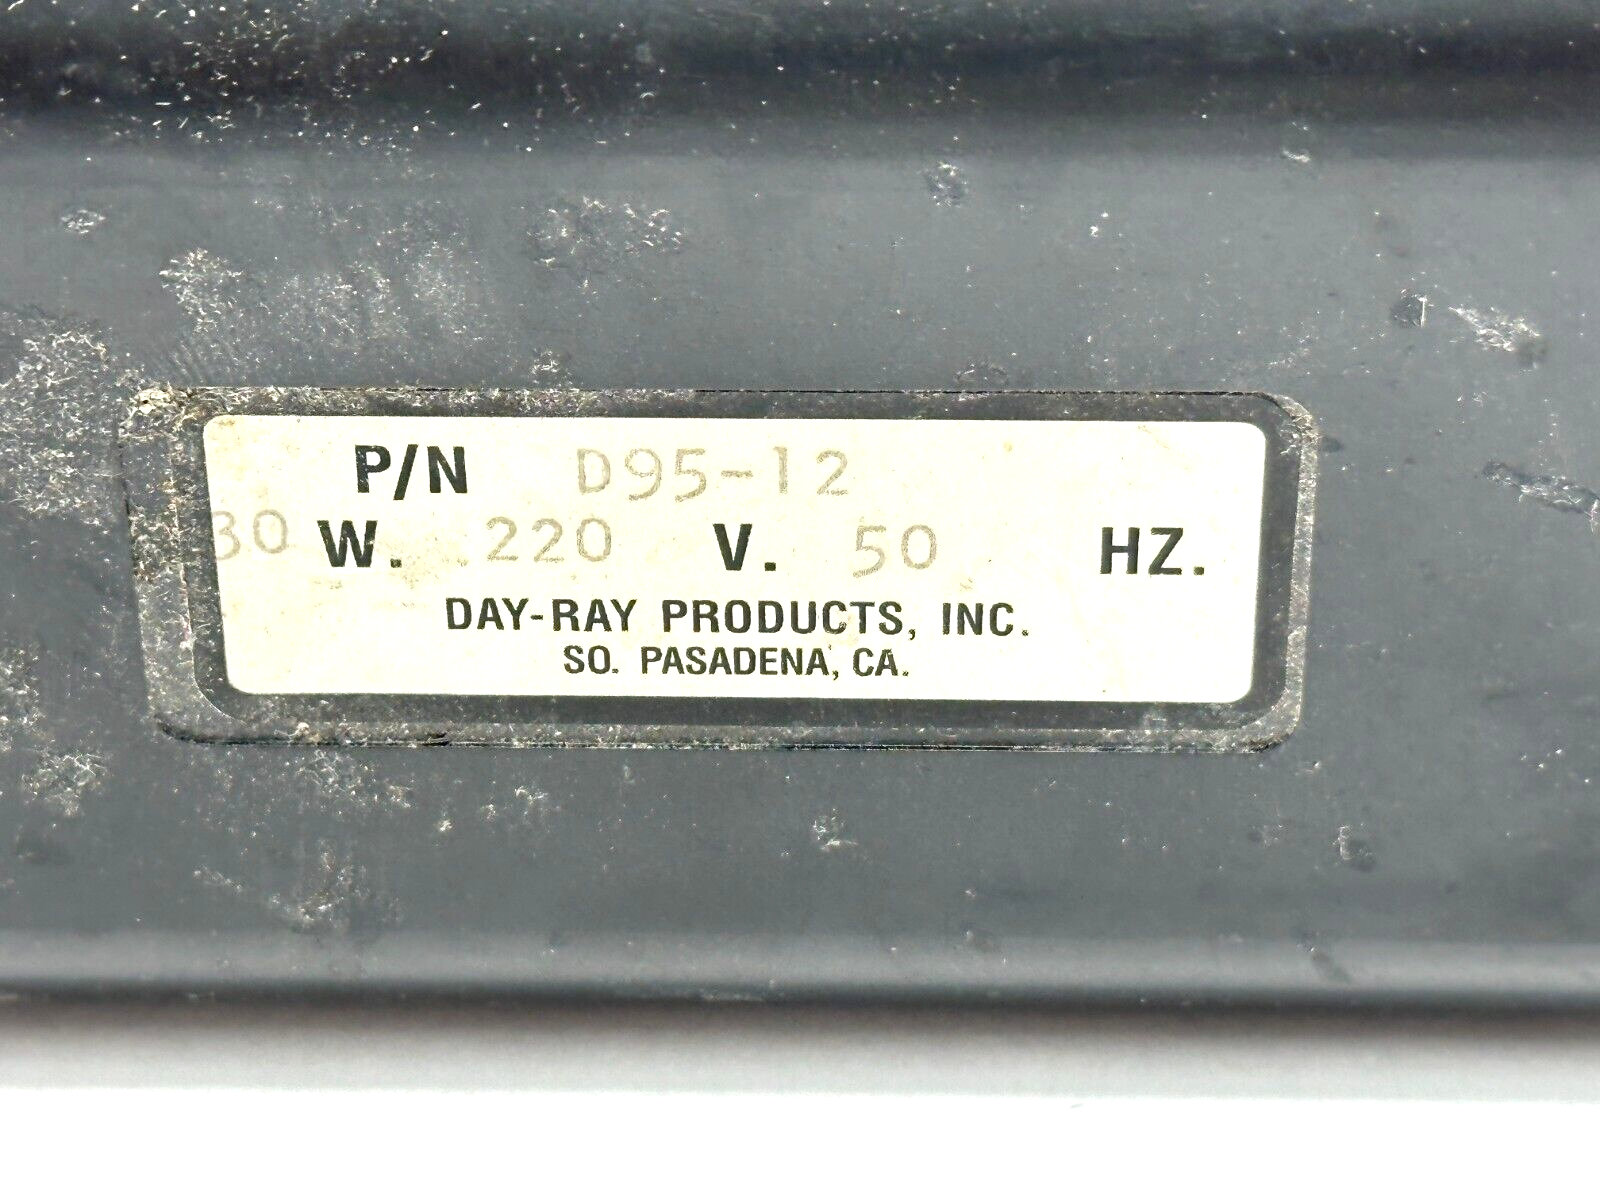 P/N D95-12
30 W. 220 V. 50 HZ.
DAY-RAY PRODUCTS, INC.
SO. PASADENA, CA.